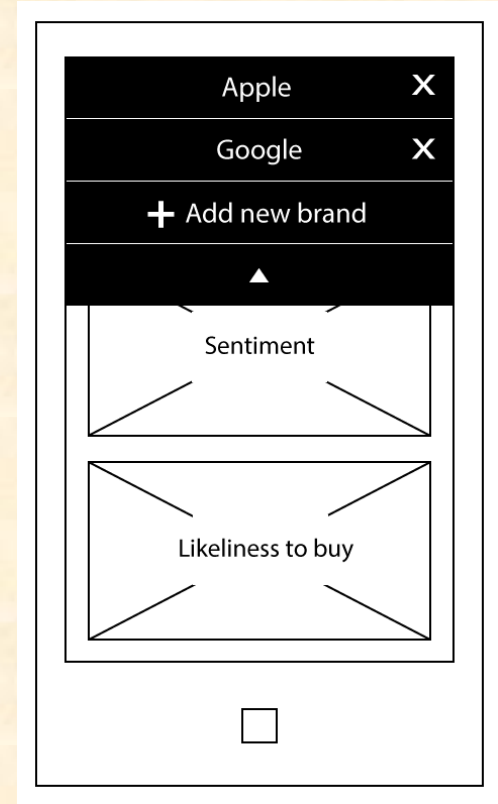 Apple X
Google X
+ Add new brand
Sentiment
Likeliness to buy